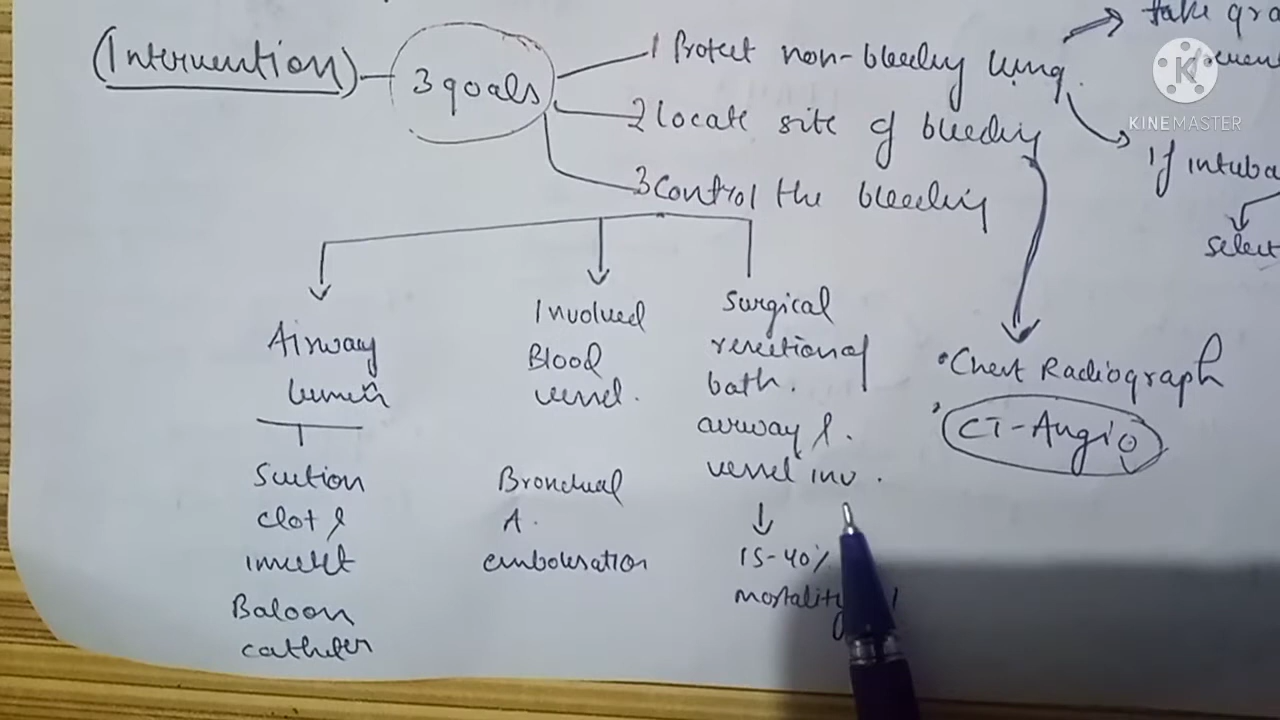 (Intervention) 3 goals
1 Protect non-bleeding lung.
take gra
KINEMASTER
2 locate site of bleeding
If intuba
select
3 Control the bleeding
Airway
lumen
Suction
clot &
insert
Baloon
catheter
Involved
Blood
vessel.
Bronchial
A.
embolisation
Surgical
resection of
both.
airway & .
vessel inv .
15-40%
mortality
• Chest Radiograph
• CT-Angio